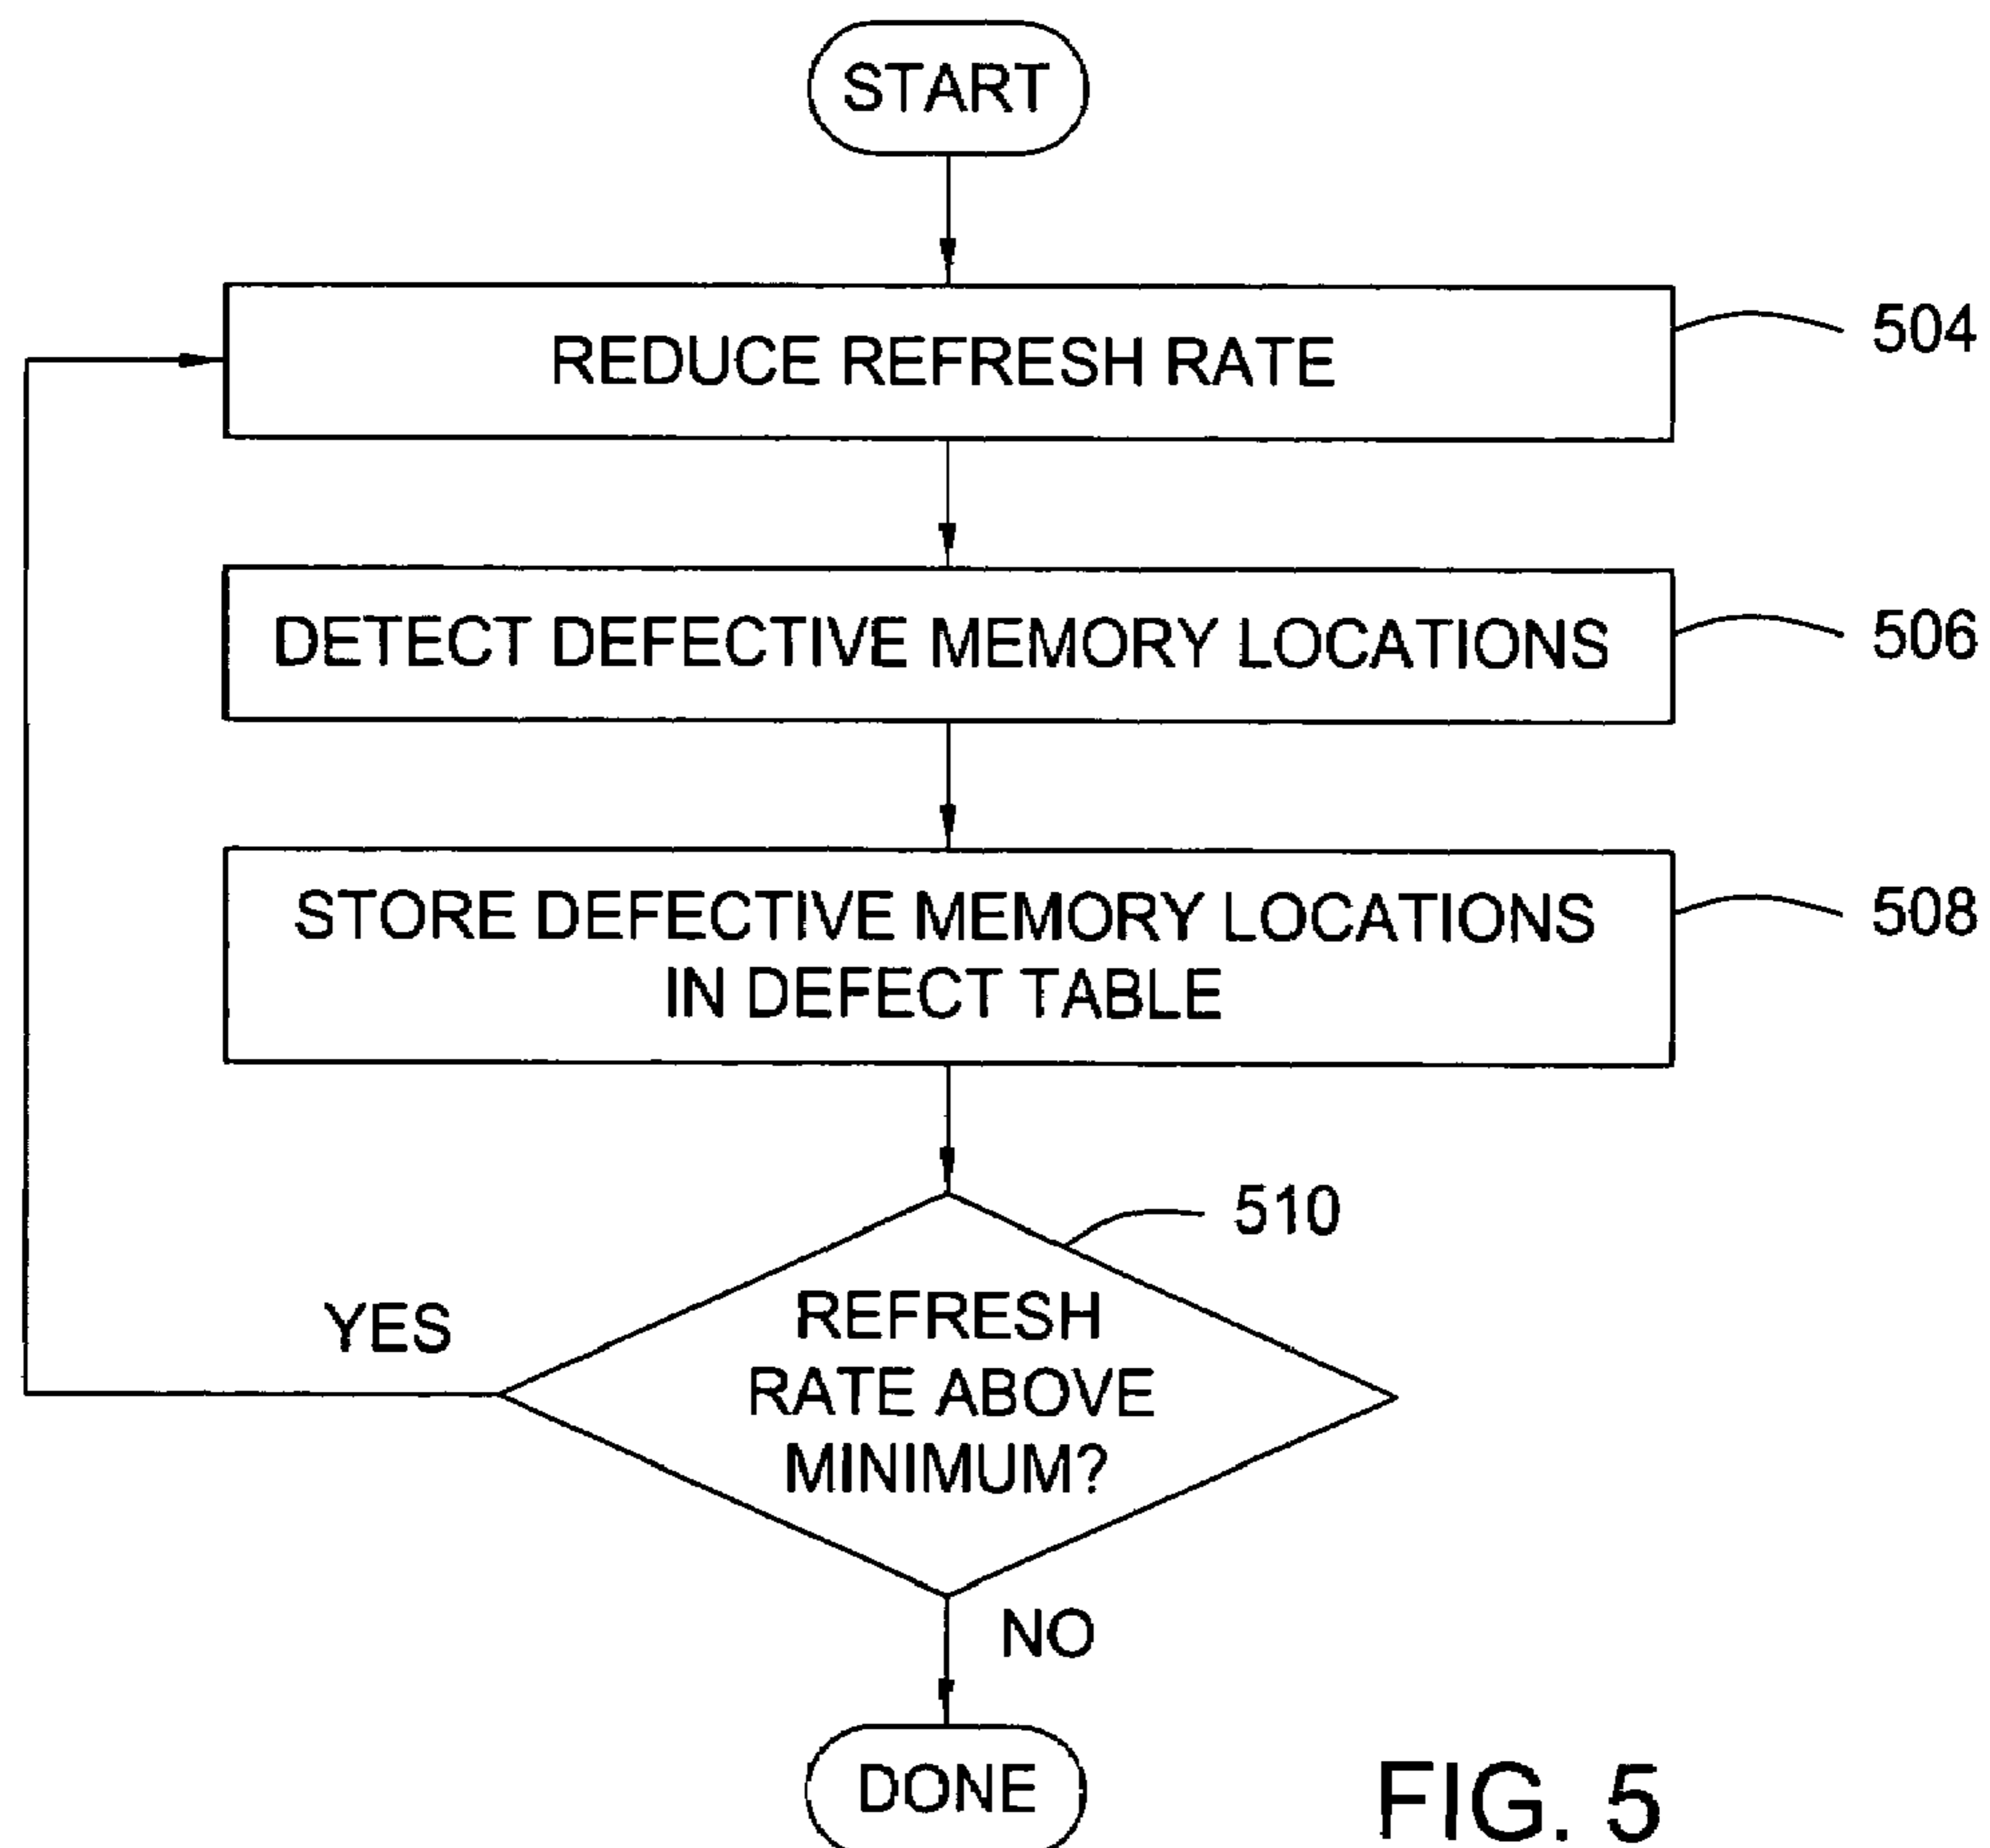 START
REDUCE REFRESH RATE
504
DETECT DEFECTIVE MEMORY LOCATIONS
506
STORE DEFECTIVE MEMORY LOCATIONS
IN DEFECT TABLE
508
510
REFRESH
RATE ABOVE
MINIMUM?
YES
NO
DONE
FIG. 5